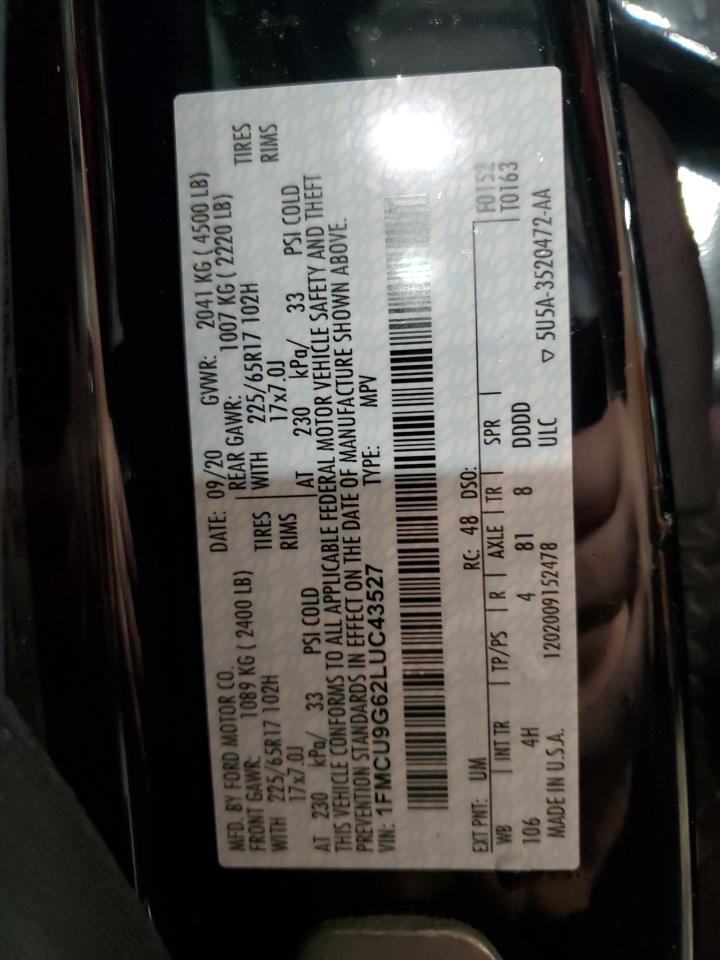 MFD. BY FORD MOTOR CO.
DATE: 09/20 GVWR: 2041 KG ( 4500 LB)
FRONT GAWR: 1089 KG ( 2400 LB) REAR GAWR: 1007 KG ( 2220 LB)
WITH 225/65R17 102H TIRES WITH 225/65R17 102H TIRES
17x7.0J RIMS 17x7.0J RIMS
AT 230 kPa/ 33 PSI COLD AT 230 kPa/ 33 PSI COLD
THIS VEHICLE CONFORMS TO ALL APPLICABLE FEDERAL MOTOR VEHICLE SAFETY AND THEFT
PREVENTION STANDARDS IN EFFECT ON THE DATE OF MANUFACTURE SHOWN ABOVE.
VIN: 1FMCU9G62LUC43527 TYPE: MPV
EXT PNT: UM RC: 48 DSO: F0152
WB INT TR TP/PS R AXLE TR SPR T0163
106 4H 4 81 8 DDDD
MADE IN U.S.A. 1202009152478 ULC ▽ 5U5A-3520472-AA